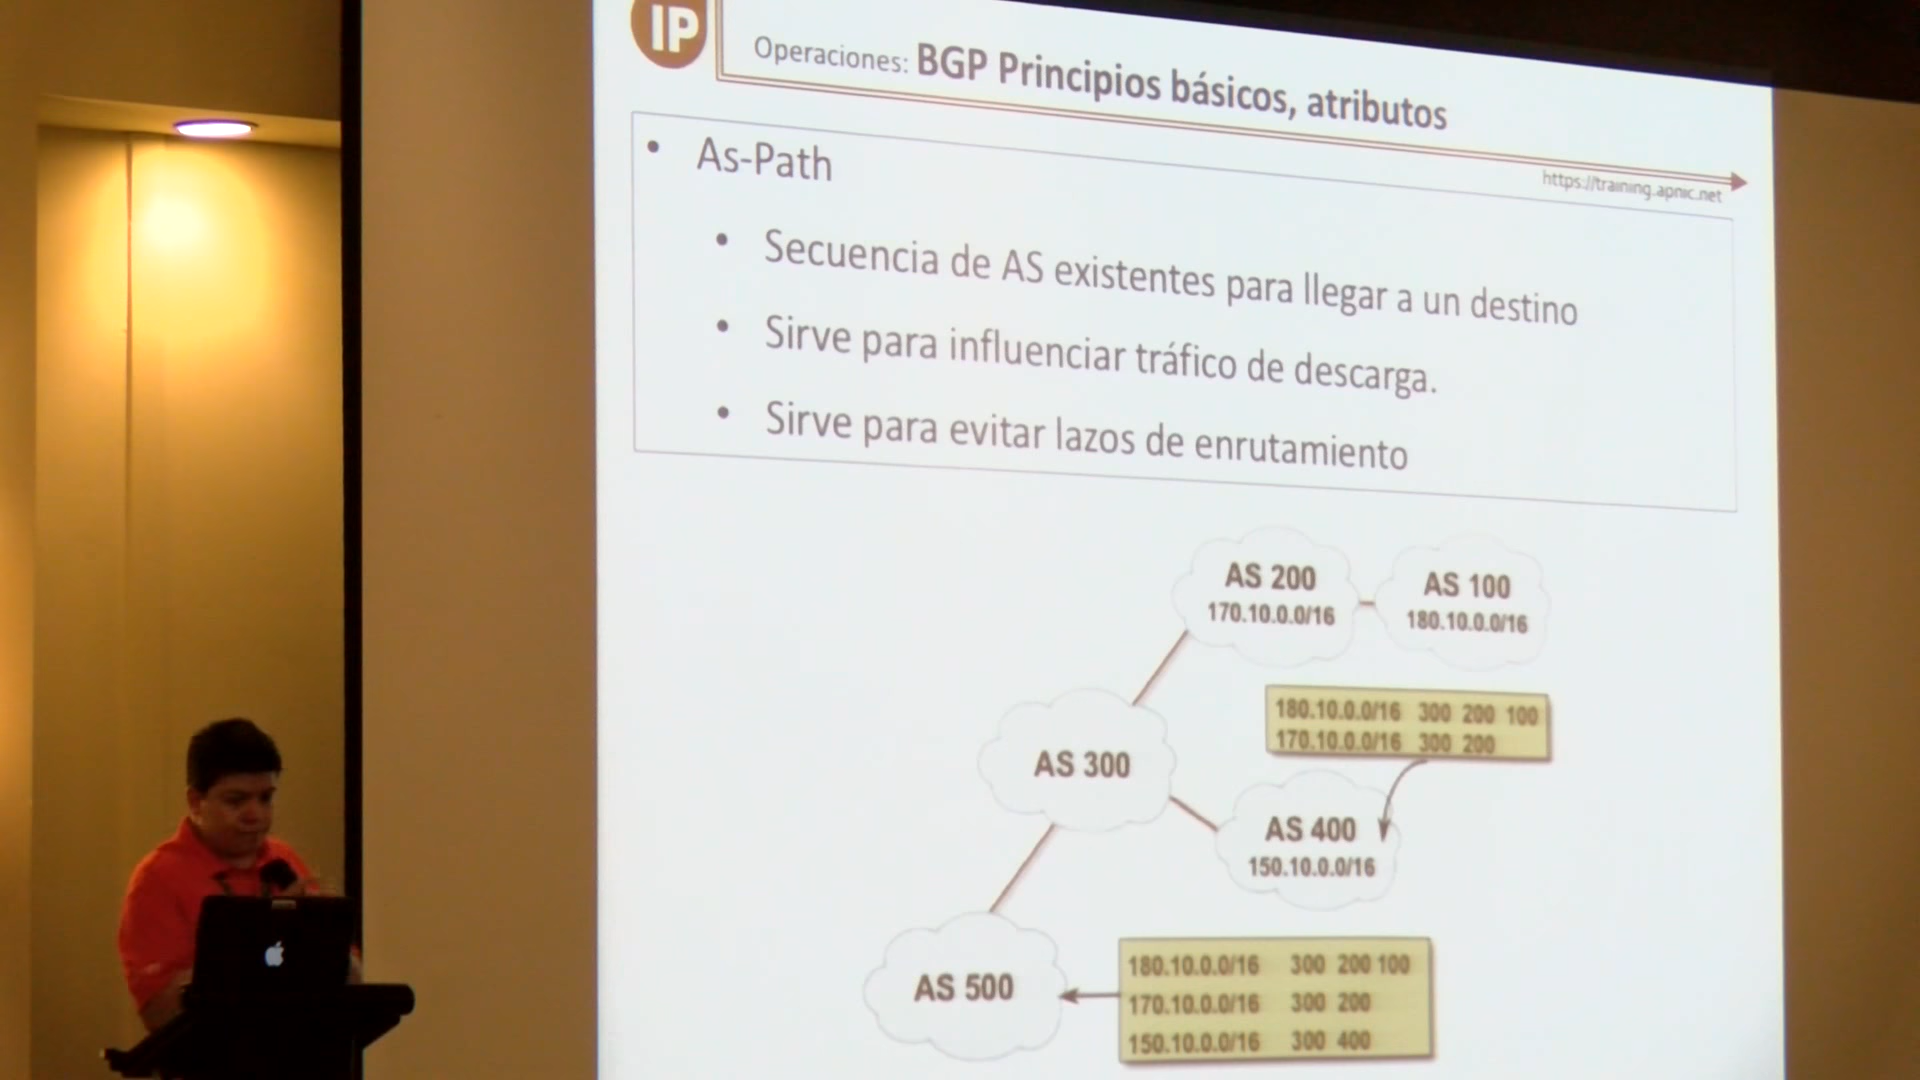 IP
Operaciones: BGP Principios básicos, atributos
https://training.apnic.net
• As-Path
• Secuencia de AS existentes para llegar a un destino
• Sirve para influenciar tráfico de descarga.
• Sirve para evitar lazos de enrutamiento
AS 200
170.10.0.0/16
AS 100
180.10.0.0/16
180.10.0.0/16 300 200 100
170.10.0.0/16 300 200
AS 300
AS 400
150.10.0.0/16
AS 500
180.10.0.0/16 300 200 100
170.10.0.0/16 300 200
150.10.0.0/16 300 400